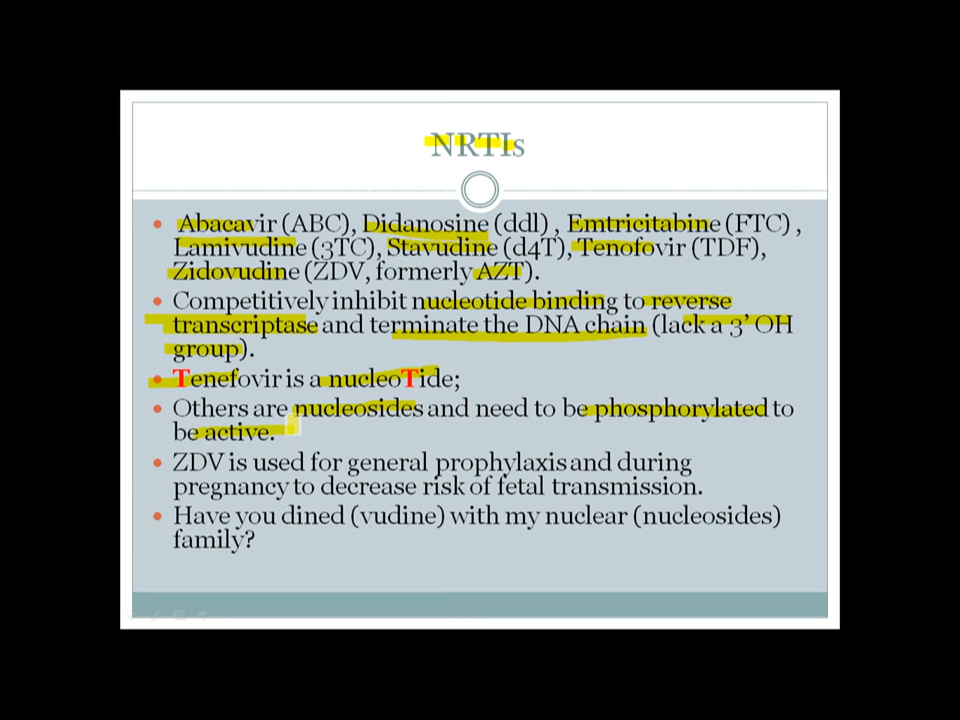 NRTIs
• Abacavir (ABC), Didanosine (ddl) , Emtricitabine (FTC) ,
Lamivudine (3TC), Stavudine (d4T), Tenofovir (TDF),
Zidovudine (ZDV, formerly AZT).
• Competitively inhibit nucleotide binding to reverse
transcriptase and terminate the DNA chain (lack a 3’ OH
group).
• Tenefovir is a nucleoTide;
• Others are nucleosides and need to be phosphorylated to
be active.
• ZDV is used for general prophylaxis and during
pregnancy to decrease risk of fetal transmission.
• Have you dined (vudine) with my nuclear (nucleosides)
family?